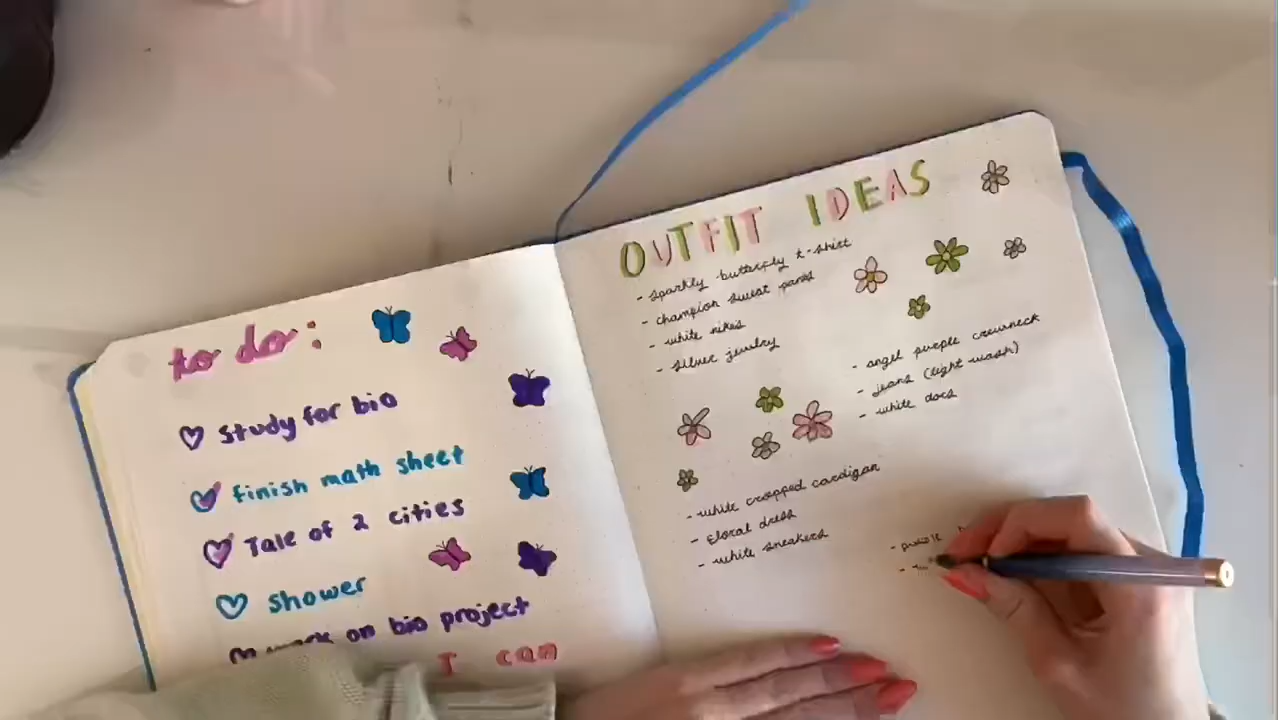 to do:
study for bio
finish math sheet
Tale of 2 cities
shower
work on bio project
I can
OUTFIT IDEAS
- sparkly butterfly t-shirt
- champion sweat pants
- white nikes
- silver jewelry
- angel purple crewneck
- jeans (light wash)
- white docs
- white cropped cardigan
- floral dress
- white sneakers